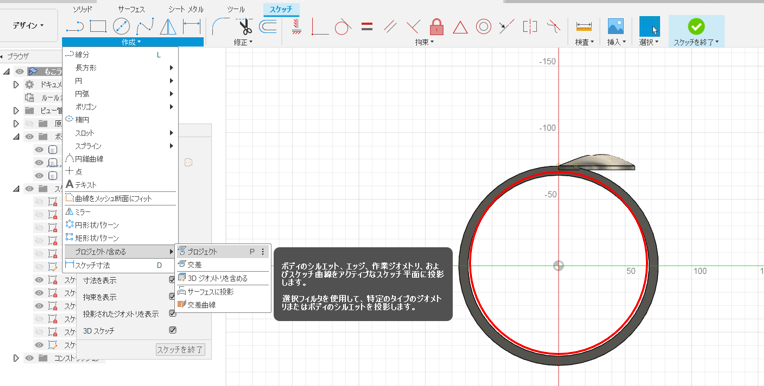 ソリッド サーフェス シート メタル ツール スケッチ
デザイン▼
作成▼ 修正▼ 拘束▼ 検査▼ 挿入▼ 選択▼ スケッチを終了▼
ブラウザ
線分 L
長方形
円
円弧
ポリゴン
楕円
スロット
スプライン
円錐曲線
点
テキスト
曲線をメッシュ断面にフィット
ミラー
円形状パターン
矩形状パターン
プロジェクト/含める
スケッチ寸法 D
プロジェクト P
交差
3D ジオメトリを含める
サーフェスに投影
交差曲線
ボディのシルエット、エッジ、作業ジオメトリ、およ
びスケッチ曲線をアクティブなスケッチ平面に投影
します。
選択フィルタを使用して、特定のタイプのジオメト
リまたはボディのシルエットを投影します。
寸法を表示
拘束を表示
投影されたジオメトリを表示
3D スケッチ
スケッチを終了
ドキュメ
ルール
ビュー管
原
ボ
ス
スケ
スケ
スケ
スケ
スケ
スケ
コンストラクション
-150
-100
-50
50
100
150